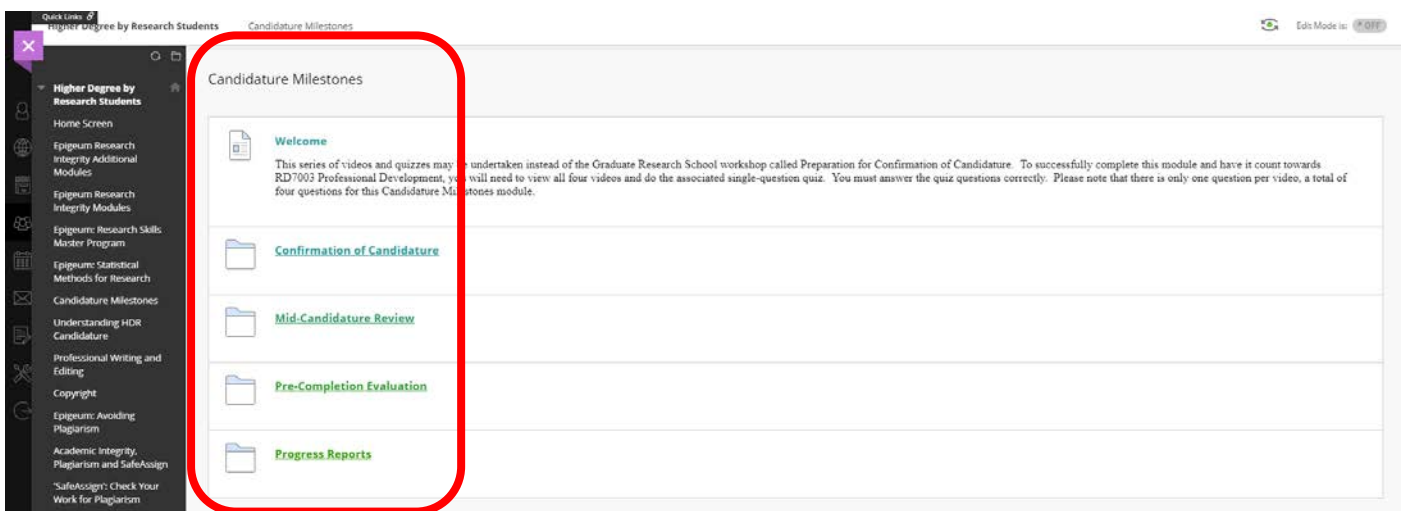 Quick Links
Higher Degree by Research Students
Candidature Milestones
Edit Mode is: OFF
Higher Degree by
Research Students
Home Screen
Epigeum Research
Integrity Additional
Modules
Epigeum Research
Integrity Modules
Epigeum: Research Skills
Master Program
Epigeum: Statistical
Methods for Research
Candidature Milestones
Understanding HDR
Candidature
Professional Writing and
Editing
Copyright
Epigeum: Avoiding
Plagiarism
Academic Integrity,
Plagiarism and SafeAssign
'SafeAssign': Check Your
Work for Plagiarism
Candidature Milestones
Welcome
This series of videos and quizzes may be undertaken instead of the Graduate Research School workshop called Preparation for Confirmation of Candidature. To successfully complete this module and have it count towards
RD7003 Professional Development, you will need to view all four videos and do the associated single-question quiz. You must answer the quiz questions correctly. Please note that there is only one question per video, a total of
four questions for this Candidature Milestones module.
Confirmation of Candidature
Mid-Candidature Review
Pre-Completion Evaluation
Progress Reports